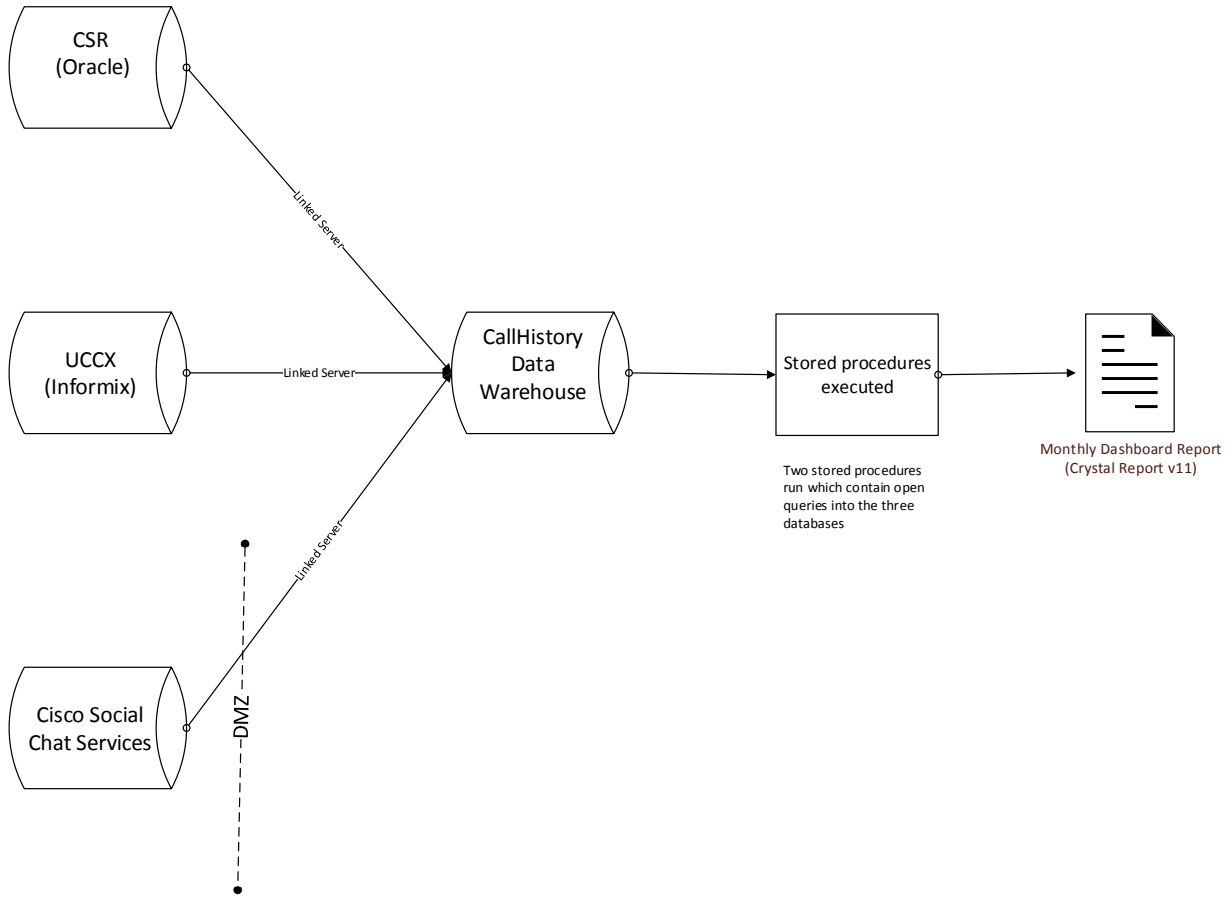 CSR
(Oracle)
Linked Server
UCCX
(Informix)
Linked Server
CallHistory
Data
Warehouse
Stored procedures
executed
Monthly Dashboard Report
(Crystal Report v11)
Two stored procedures
run which contain open
queries into the three
databases
Linked Server
Cisco Social
Chat Services
DMZ